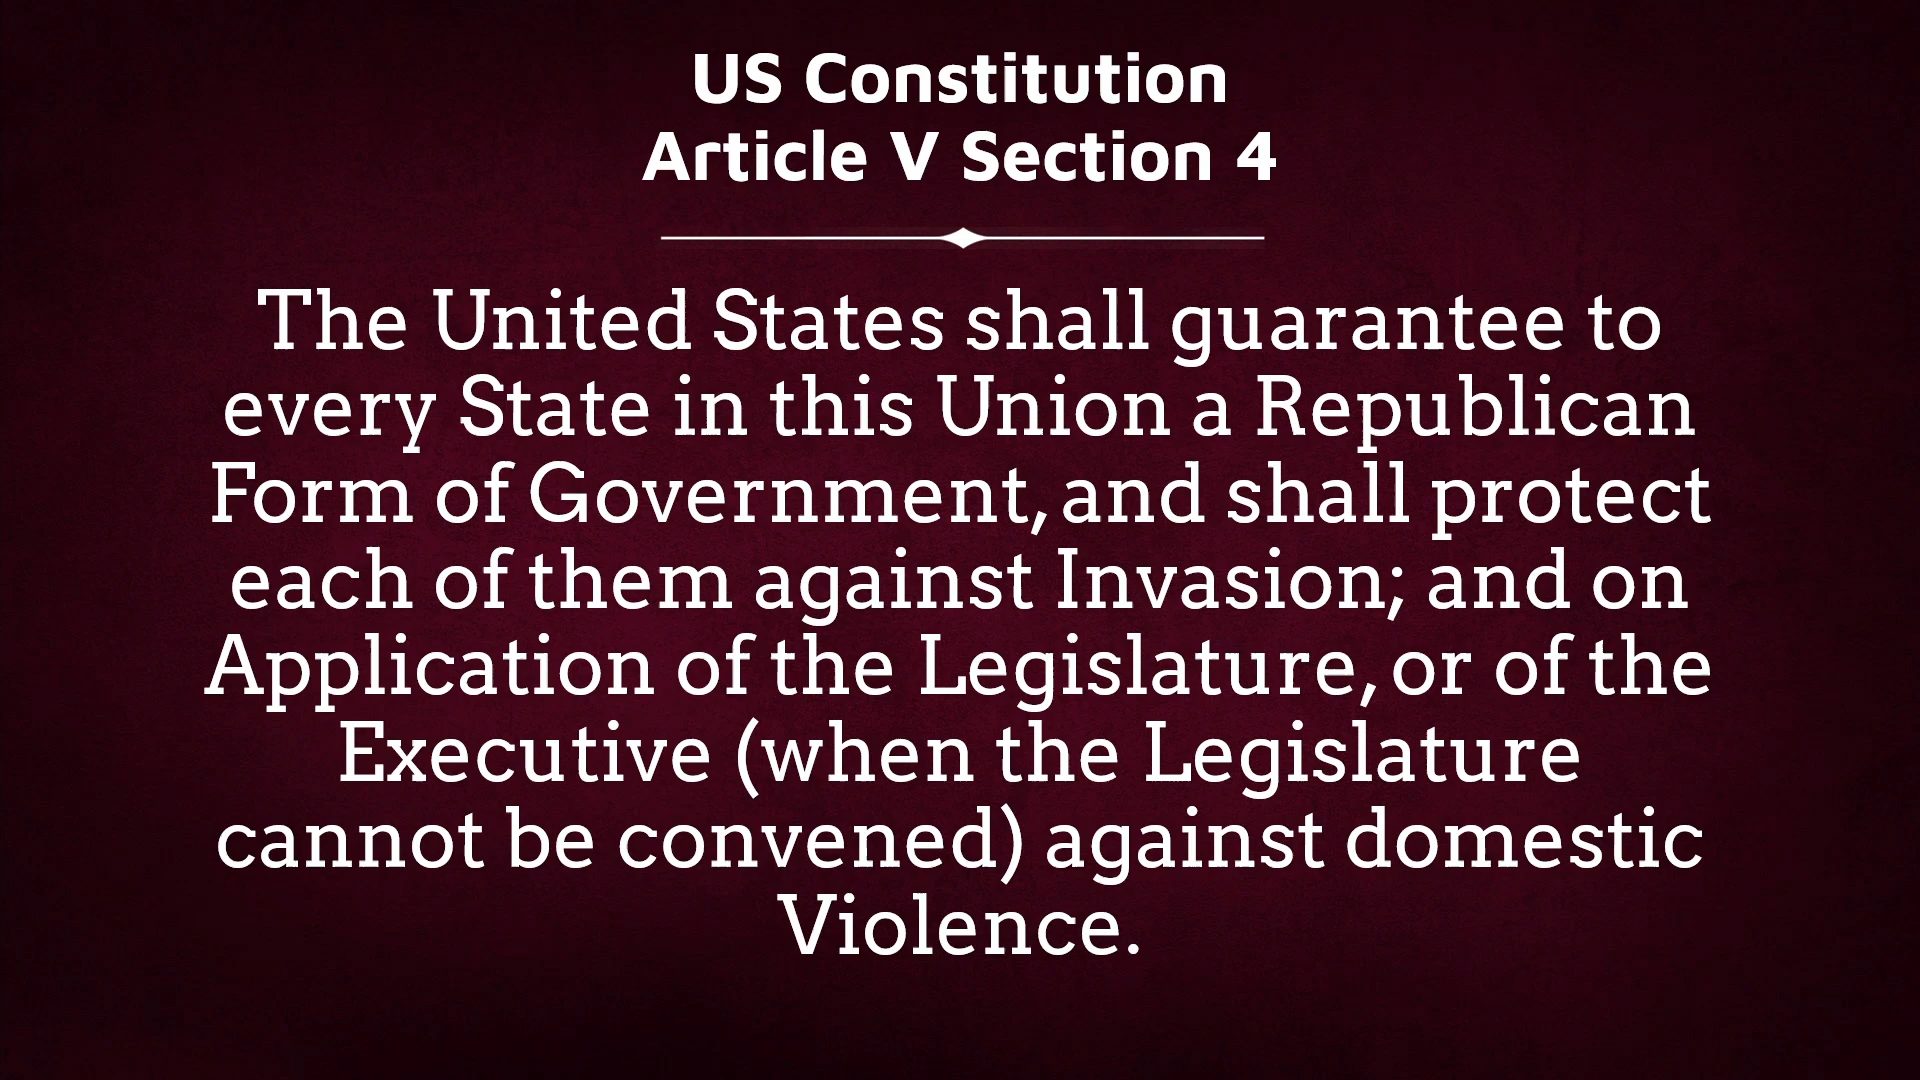 US Constitution
Article V Section 4
The United States shall guarantee to
every State in this Union a Republican
Form of Government, and shall protect
each of them against Invasion; and on
Application of the Legislature, or of the
Executive (when the Legislature
cannot be convened) against domestic
Violence.